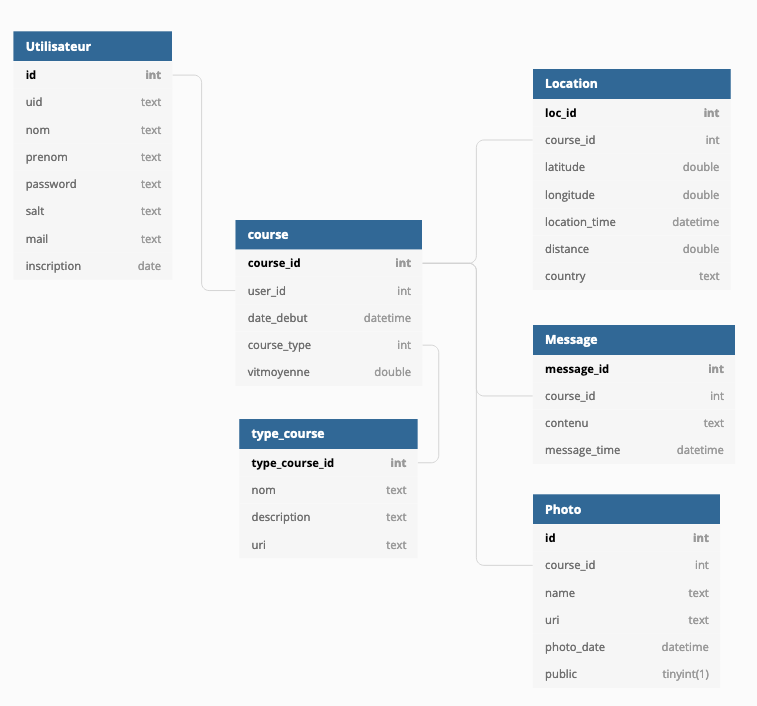 Utilisateur
id int
uid text
nom text
prenom text
password text
salt text
mail text
inscription date
course
course_id int
user_id int
date_debut datetime
course_type int
vitmoyenne double
type_course
type_course_id int
nom text
description text
uri text
Location
loc_id int
course_id int
latitude double
longitude double
location_time datetime
distance double
country text
Message
message_id int
course_id int
contenu text
message_time datetime
Photo
id int
course_id int
name text
uri text
photo_date datetime
public tinyint(1)